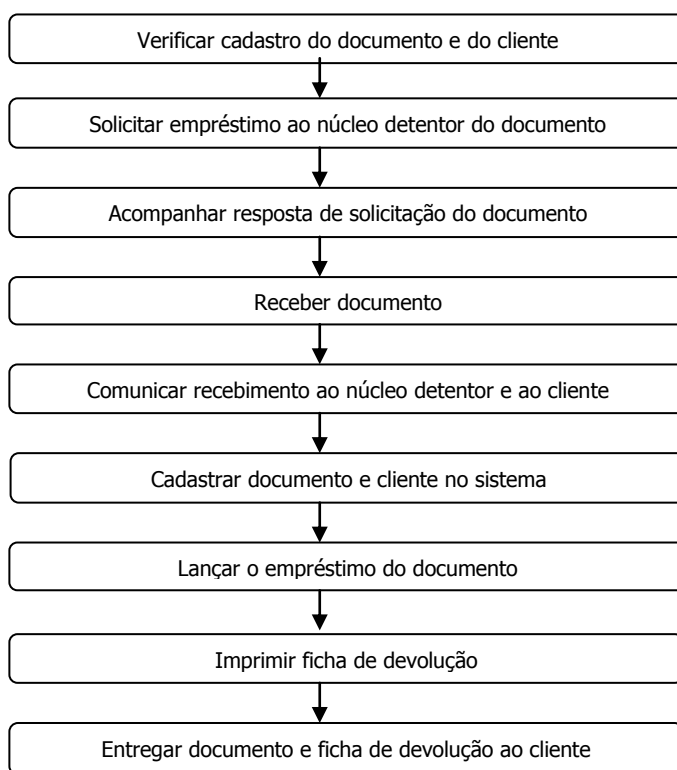 Verificar cadastro do documento e do cliente
Solicitar empréstimo ao núcleo detentor do documento
Acompanhar resposta de solicitação do documento
Receber documento
Comunicar recebimento ao núcleo detentor e ao cliente
Cadastrar documento e cliente no sistema
Lançar o empréstimo do documento
Imprimir ficha de devolução
Entregar documento e ficha de devolução ao cliente